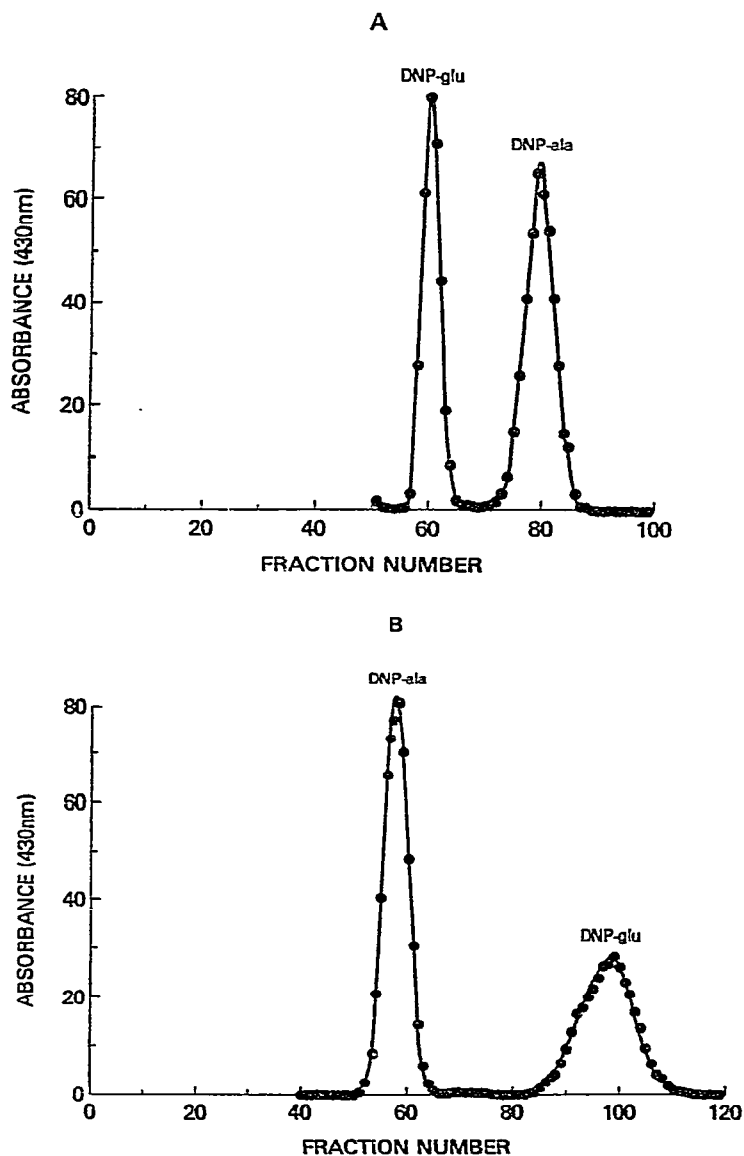 A
DNP-glu
DNP-ala
80
60
40
20
0
ABSORBANCE (430nm)
0 20 40 60 80 100
FRACTION NUMBER
B
DNP-ala
DNP-glu
80
60
40
20
0
ABSORBANCE (430nm)
0 20 40 60 80 100 120
FRACTION NUMBER